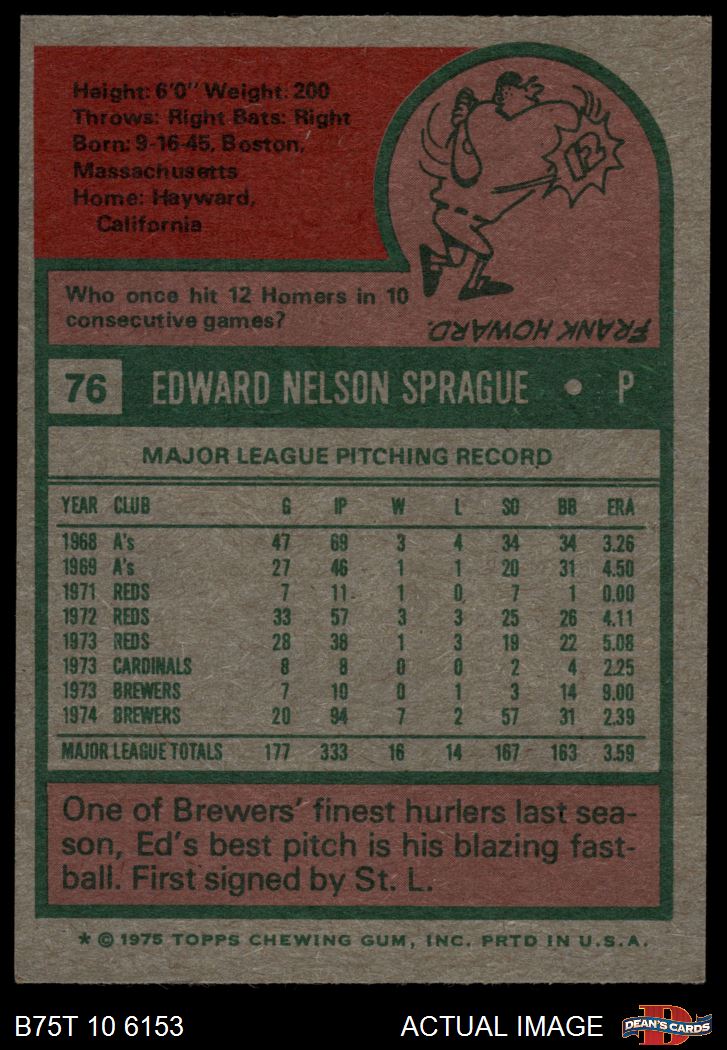 Height: 6'0" Weight: 200
Throws: Right Bats: Right
Born: 9-16-45, Boston,
Massachusetts
Home: Hayward,
California
12
Who once hit 12 Homers in 10
consecutive games?
FRANK HOWARD.
76 EDWARD NELSON SPRAGUE • P
MAJOR LEAGUE PITCHING RECORD
YEAR CLUB G IP W L SO BB ERA
1968 A's 47 69 3 4 34 34 3.26
1969 A's 27 46 1 1 20 31 4.50
1971 REDS 7 11 1 0 7 1 0.00
1972 REDS 33 57 3 3 25 26 4.11
1973 REDS 28 38 1 3 19 22 5.08
1973 CARDINALS 8 8 0 0 2 4 2.25
1973 BREWERS 7 10 0 1 3 14 9.00
1974 BREWERS 20 94 7 2 57 31 2.39
MAJOR LEAGUE TOTALS 177 333 16 14 167 163 3.59
One of Brewers' finest hurlers last sea-
son, Ed's best pitch is his blazing fast-
ball. First signed by St. L.
* © 1975 TOPPS CHEWING GUM, INC. PRTD IN U.S.A.
B75T 10 6153 ACTUAL IMAGE D DEAN'S CARDS